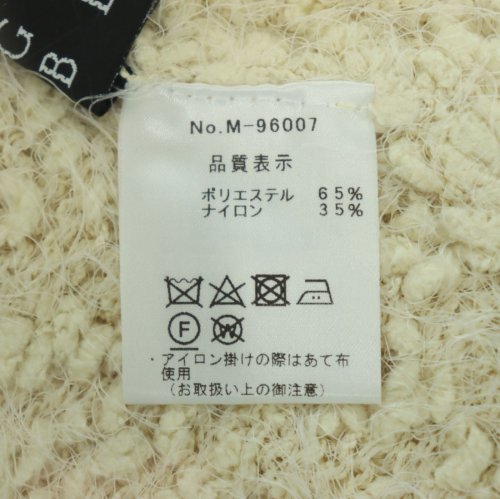 No.M-96007
品質表示
ポリエステル 65%
ナイロン 35%
F W
・アイロン掛けの際はあて布
使用
(お取扱い上の御注意)